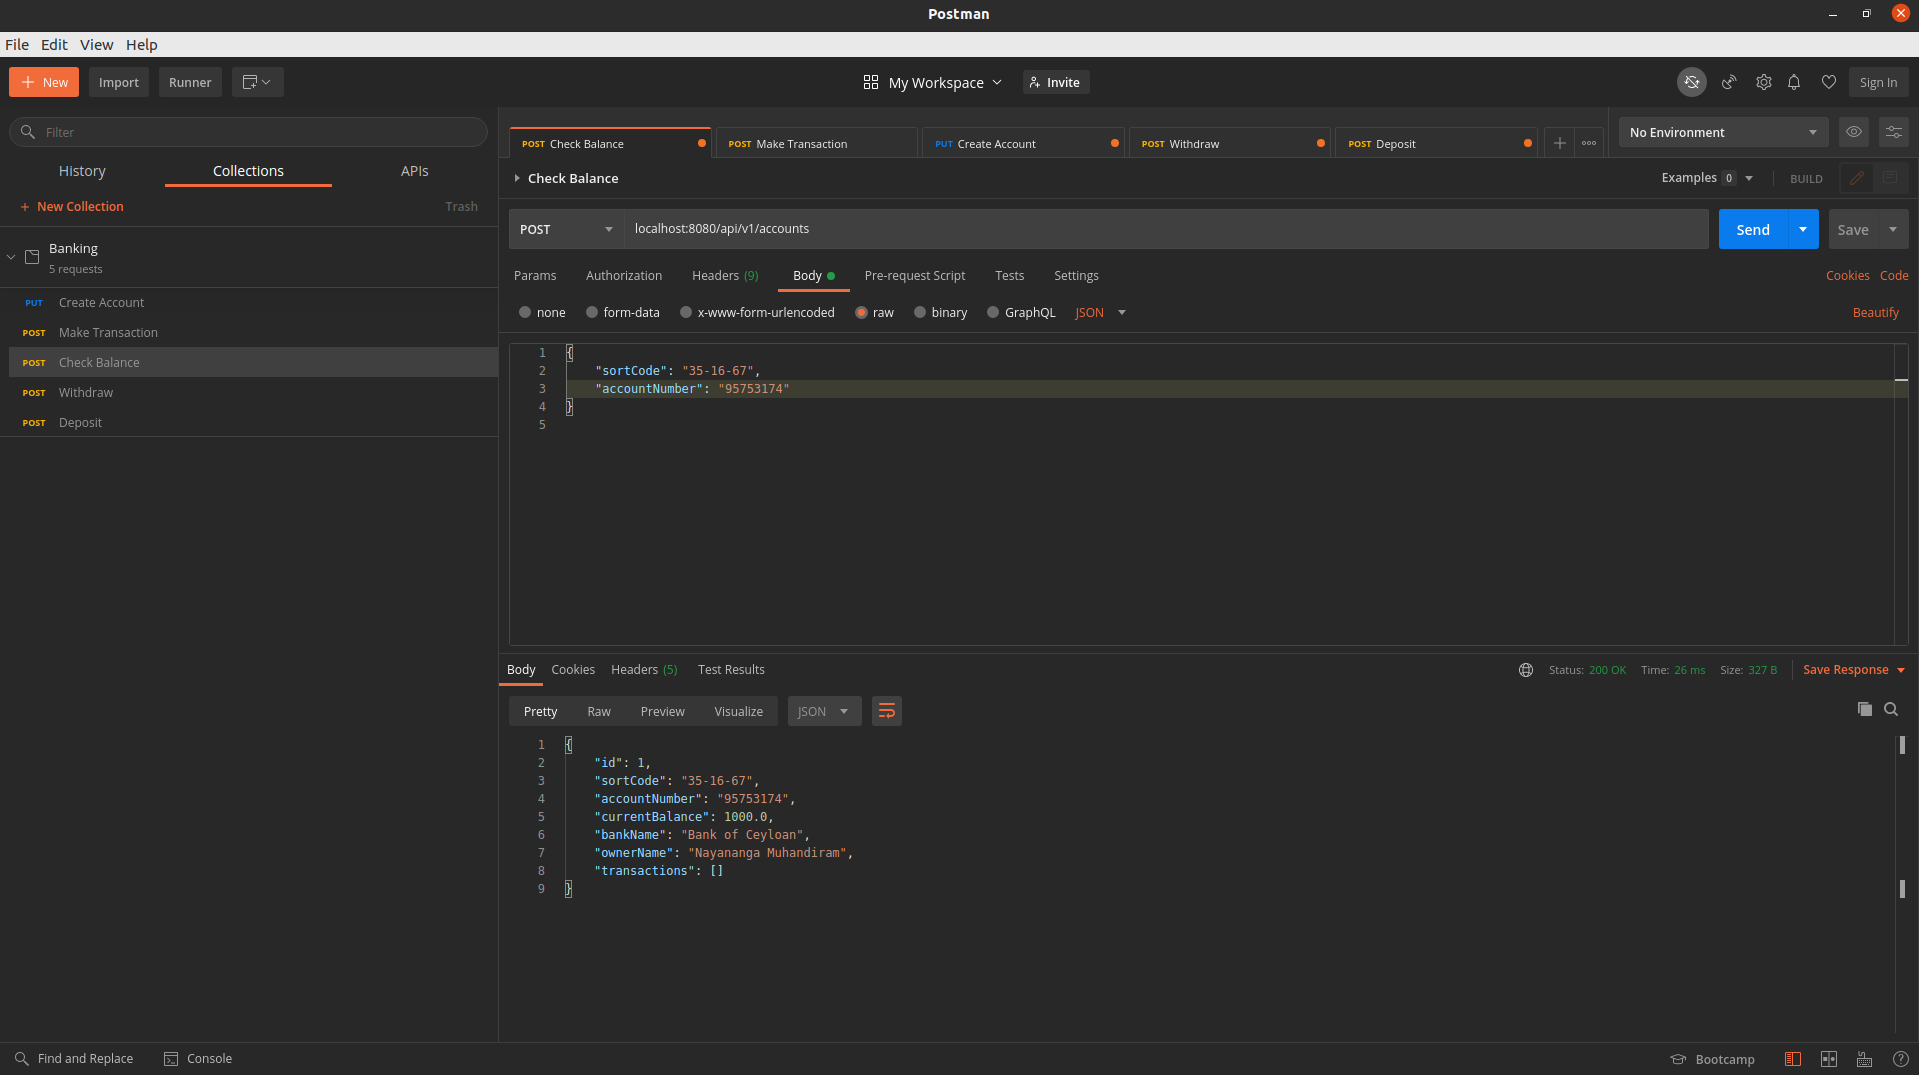 Postman
File Edit View Help
+ New Import Runner My Workspace Invite Sign In
Filter
History Collections APIs
+ New Collection Trash
Banking
5 requests
PUT Create Account
POST Make Transaction
POST Check Balance
POST Withdraw
POST Deposit
POST Check Balance POST Make Transaction PUT Create Account POST Withdraw POST Deposit No Environment
Check Balance Examples 0 BUILD
POST localhost:8080/api/v1/accounts Send Save
Params Authorization Headers (9) Body Pre-request Script Tests Settings Cookies Code
none form-data x-www-form-urlencoded raw binary GraphQL JSON Beautify
1 {
2 "sortCode": "35-16-67",
3 "accountNumber": "95753174"
4 }
5
Body Cookies Headers (5) Test Results Status: 200 OK Time: 26 ms Size: 327 B Save Response
Pretty Raw Preview Visualize JSON
1 {
2 "id": 1,
3 "sortCode": "35-16-67",
4 "accountNumber": "95753174",
5 "currentBalance": 1000.0,
6 "bankName": "Bank of Ceyloan",
7 "ownerName": "Nayananga Muhandiram",
8 "transactions": []
9 }
Find and Replace Console Bootcamp